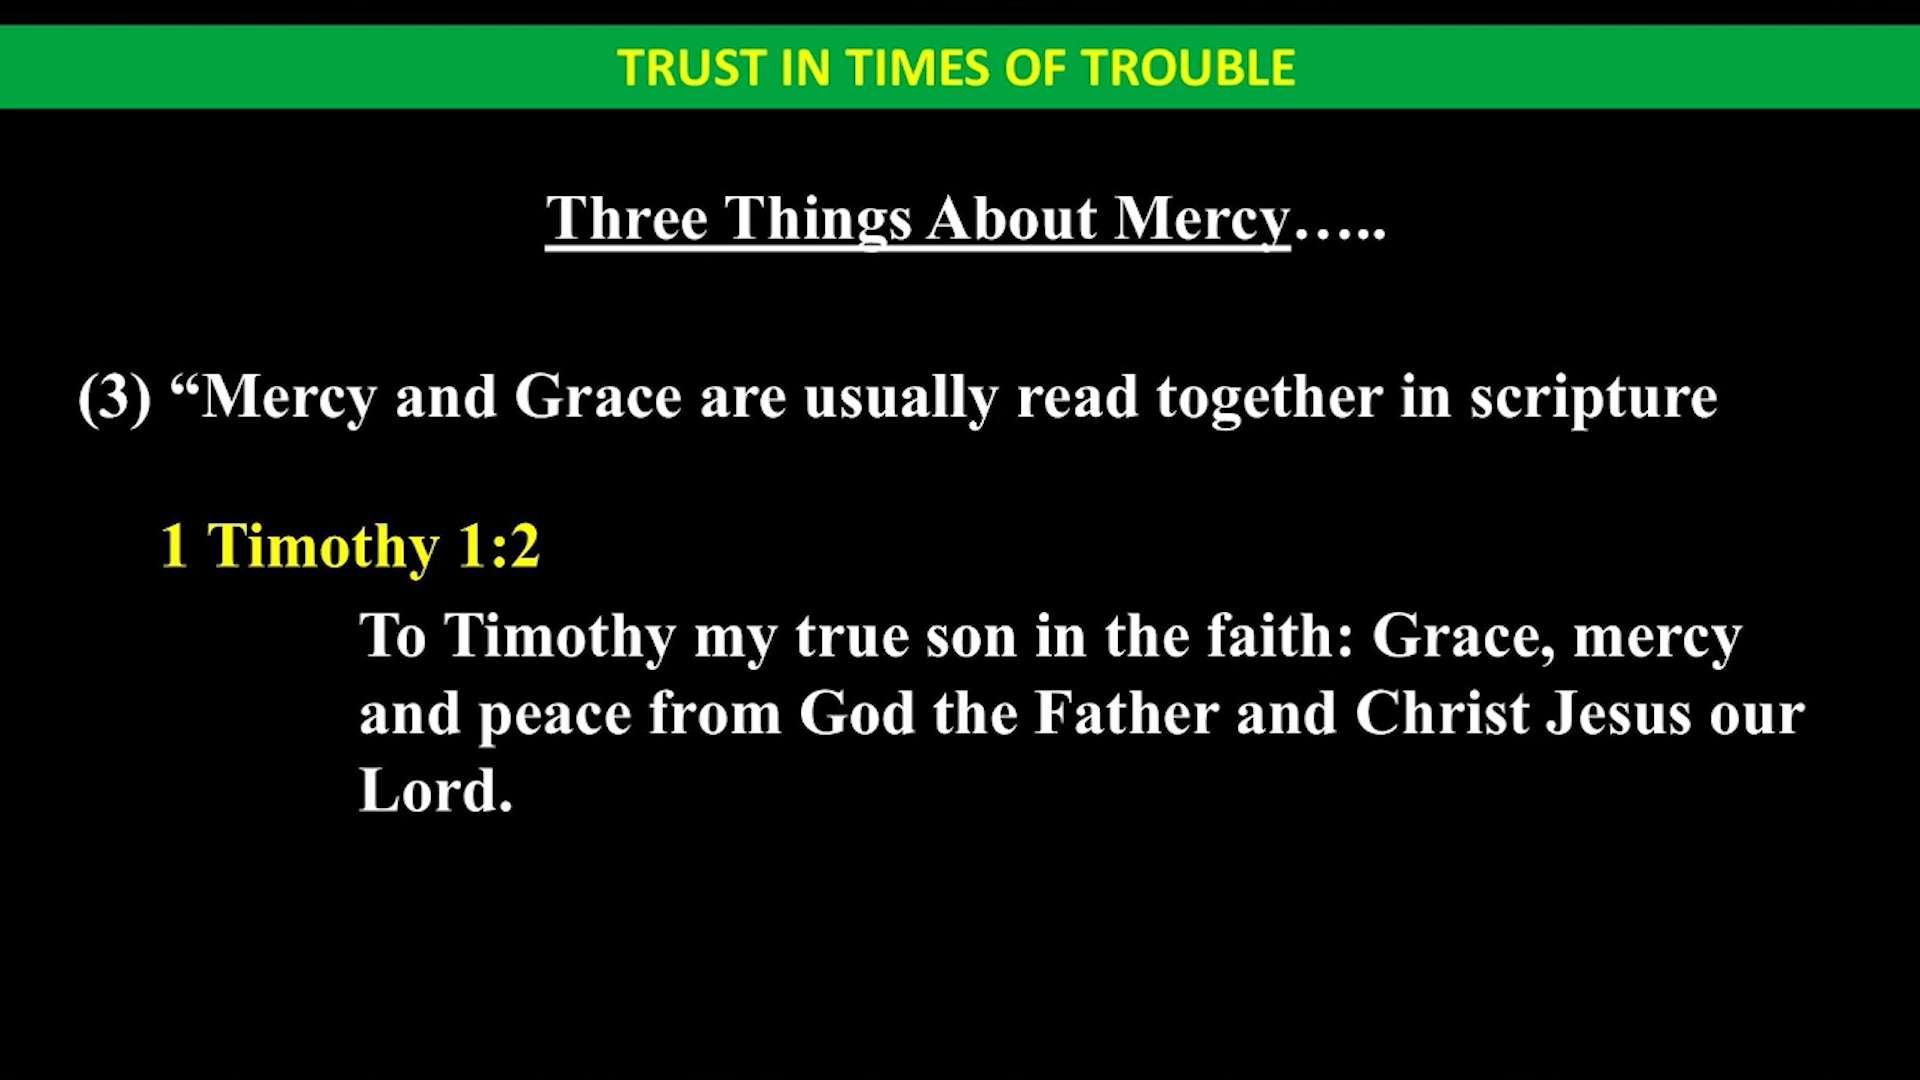 TRUST IN TIMES OF TROUBLE
Three Things About Mercy…..
(3) “Mercy and Grace are usually read together in scripture
1 Timothy 1:2
To Timothy my true son in the faith: Grace, mercy
and peace from God the Father and Christ Jesus our
Lord.